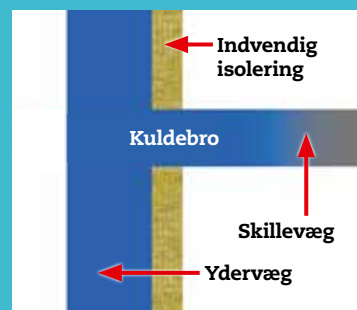 Indvendig
isolering
Kuldebro
Skillevæg
Ydervæg